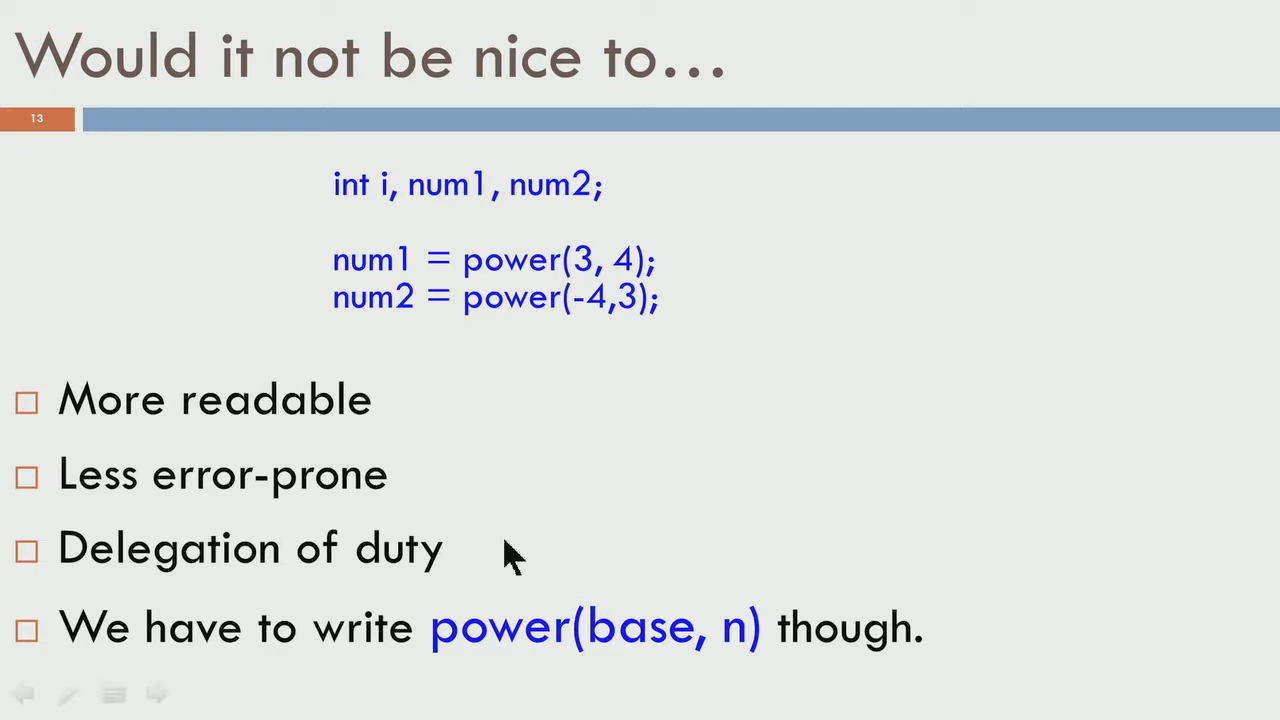 Would it not be nice to...
13
int i, num1, num2;
num1 = power(3, 4);
num2 = power(-4,3);
More readable
Less error-prone
Delegation of duty
We have to write power(base, n) though.